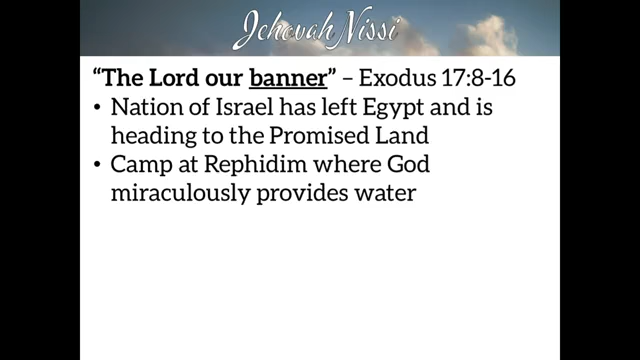 Jehovah Nissi
“The Lord our banner” – Exodus 17:8-16
• Nation of Israel has left Egypt and is
heading to the Promised Land
• Camp at Rephidim where God
miraculously provides water